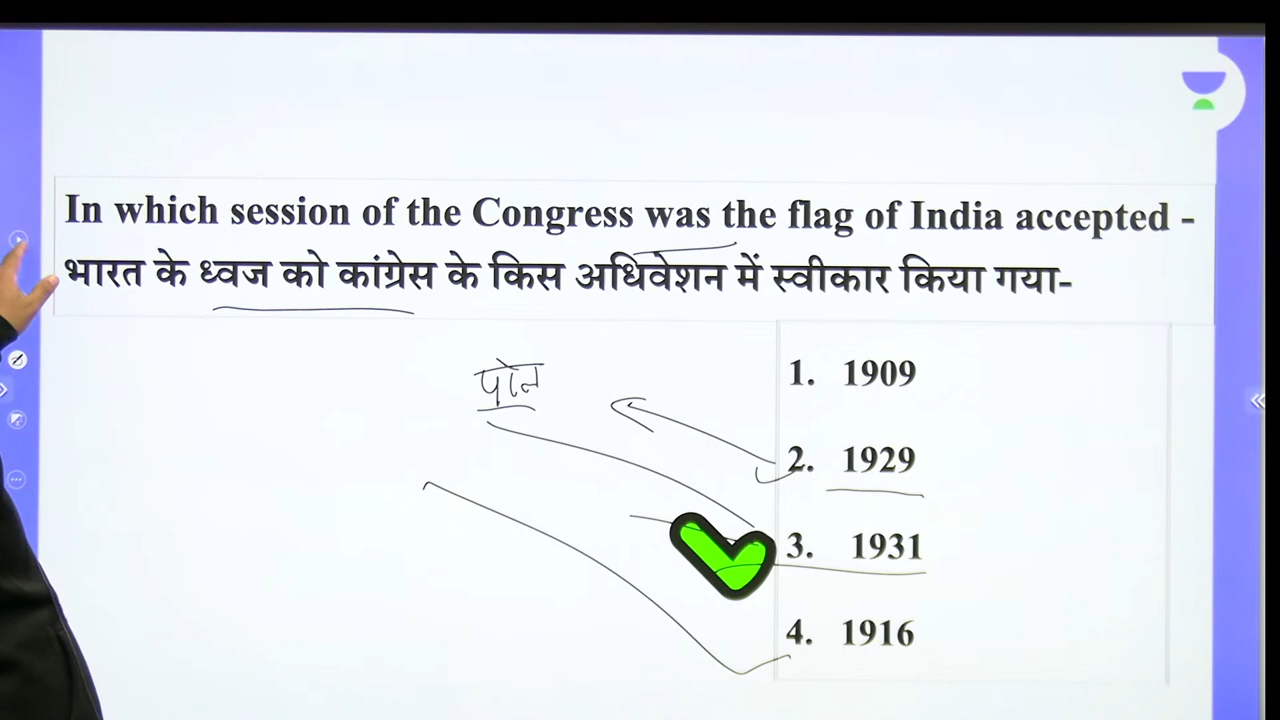 In which session of the Congress was the flag of India accepted -
भारत के ध्वज को कांग्रेस के किस अधिवेशन में स्वीकार किया गया-
1. 1909
2. 1929
3. 1931
4. 1916